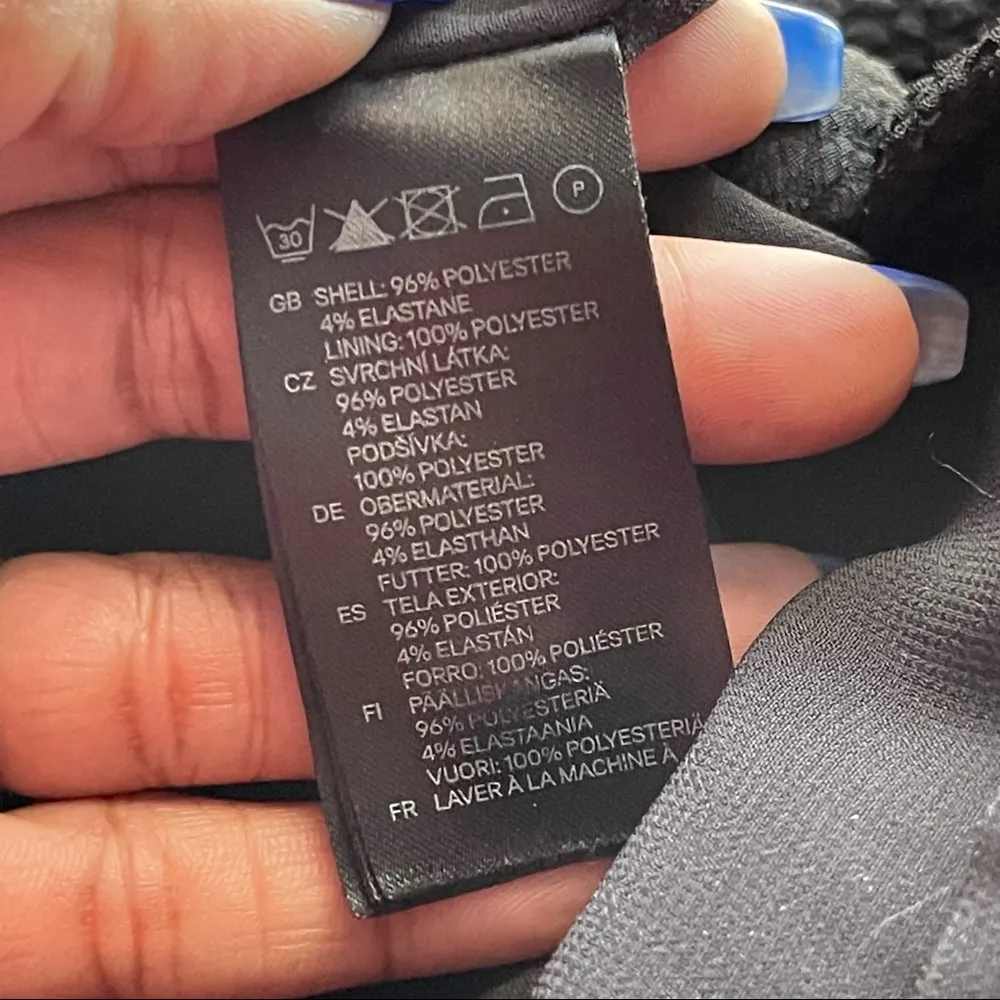 30
P
GB SHELL: 96% POLYESTER
4% ELASTANE
LINING: 100% POLYESTER
CZ SVRCHNÍ LÁTKA:
96% POLYESTER
4% ELASTAN
PODŠÍVKA:
100% POLYESTER
DE OBERMATERIAL:
96% POLYESTER
4% ELASTHAN
FUTTER: 100% POLYESTER
ES TELA EXTERIOR:
96% POLIÉSTER
4% ELASTÁN
FORRO: 100% POLIÉSTER
FI PÄÄLLISKANGAS:
96% POLYESTERIÄ
4% ELASTAANIA
VUORI: 100% POLYESTERIÄ
FR LAVER À LA MACHINE À